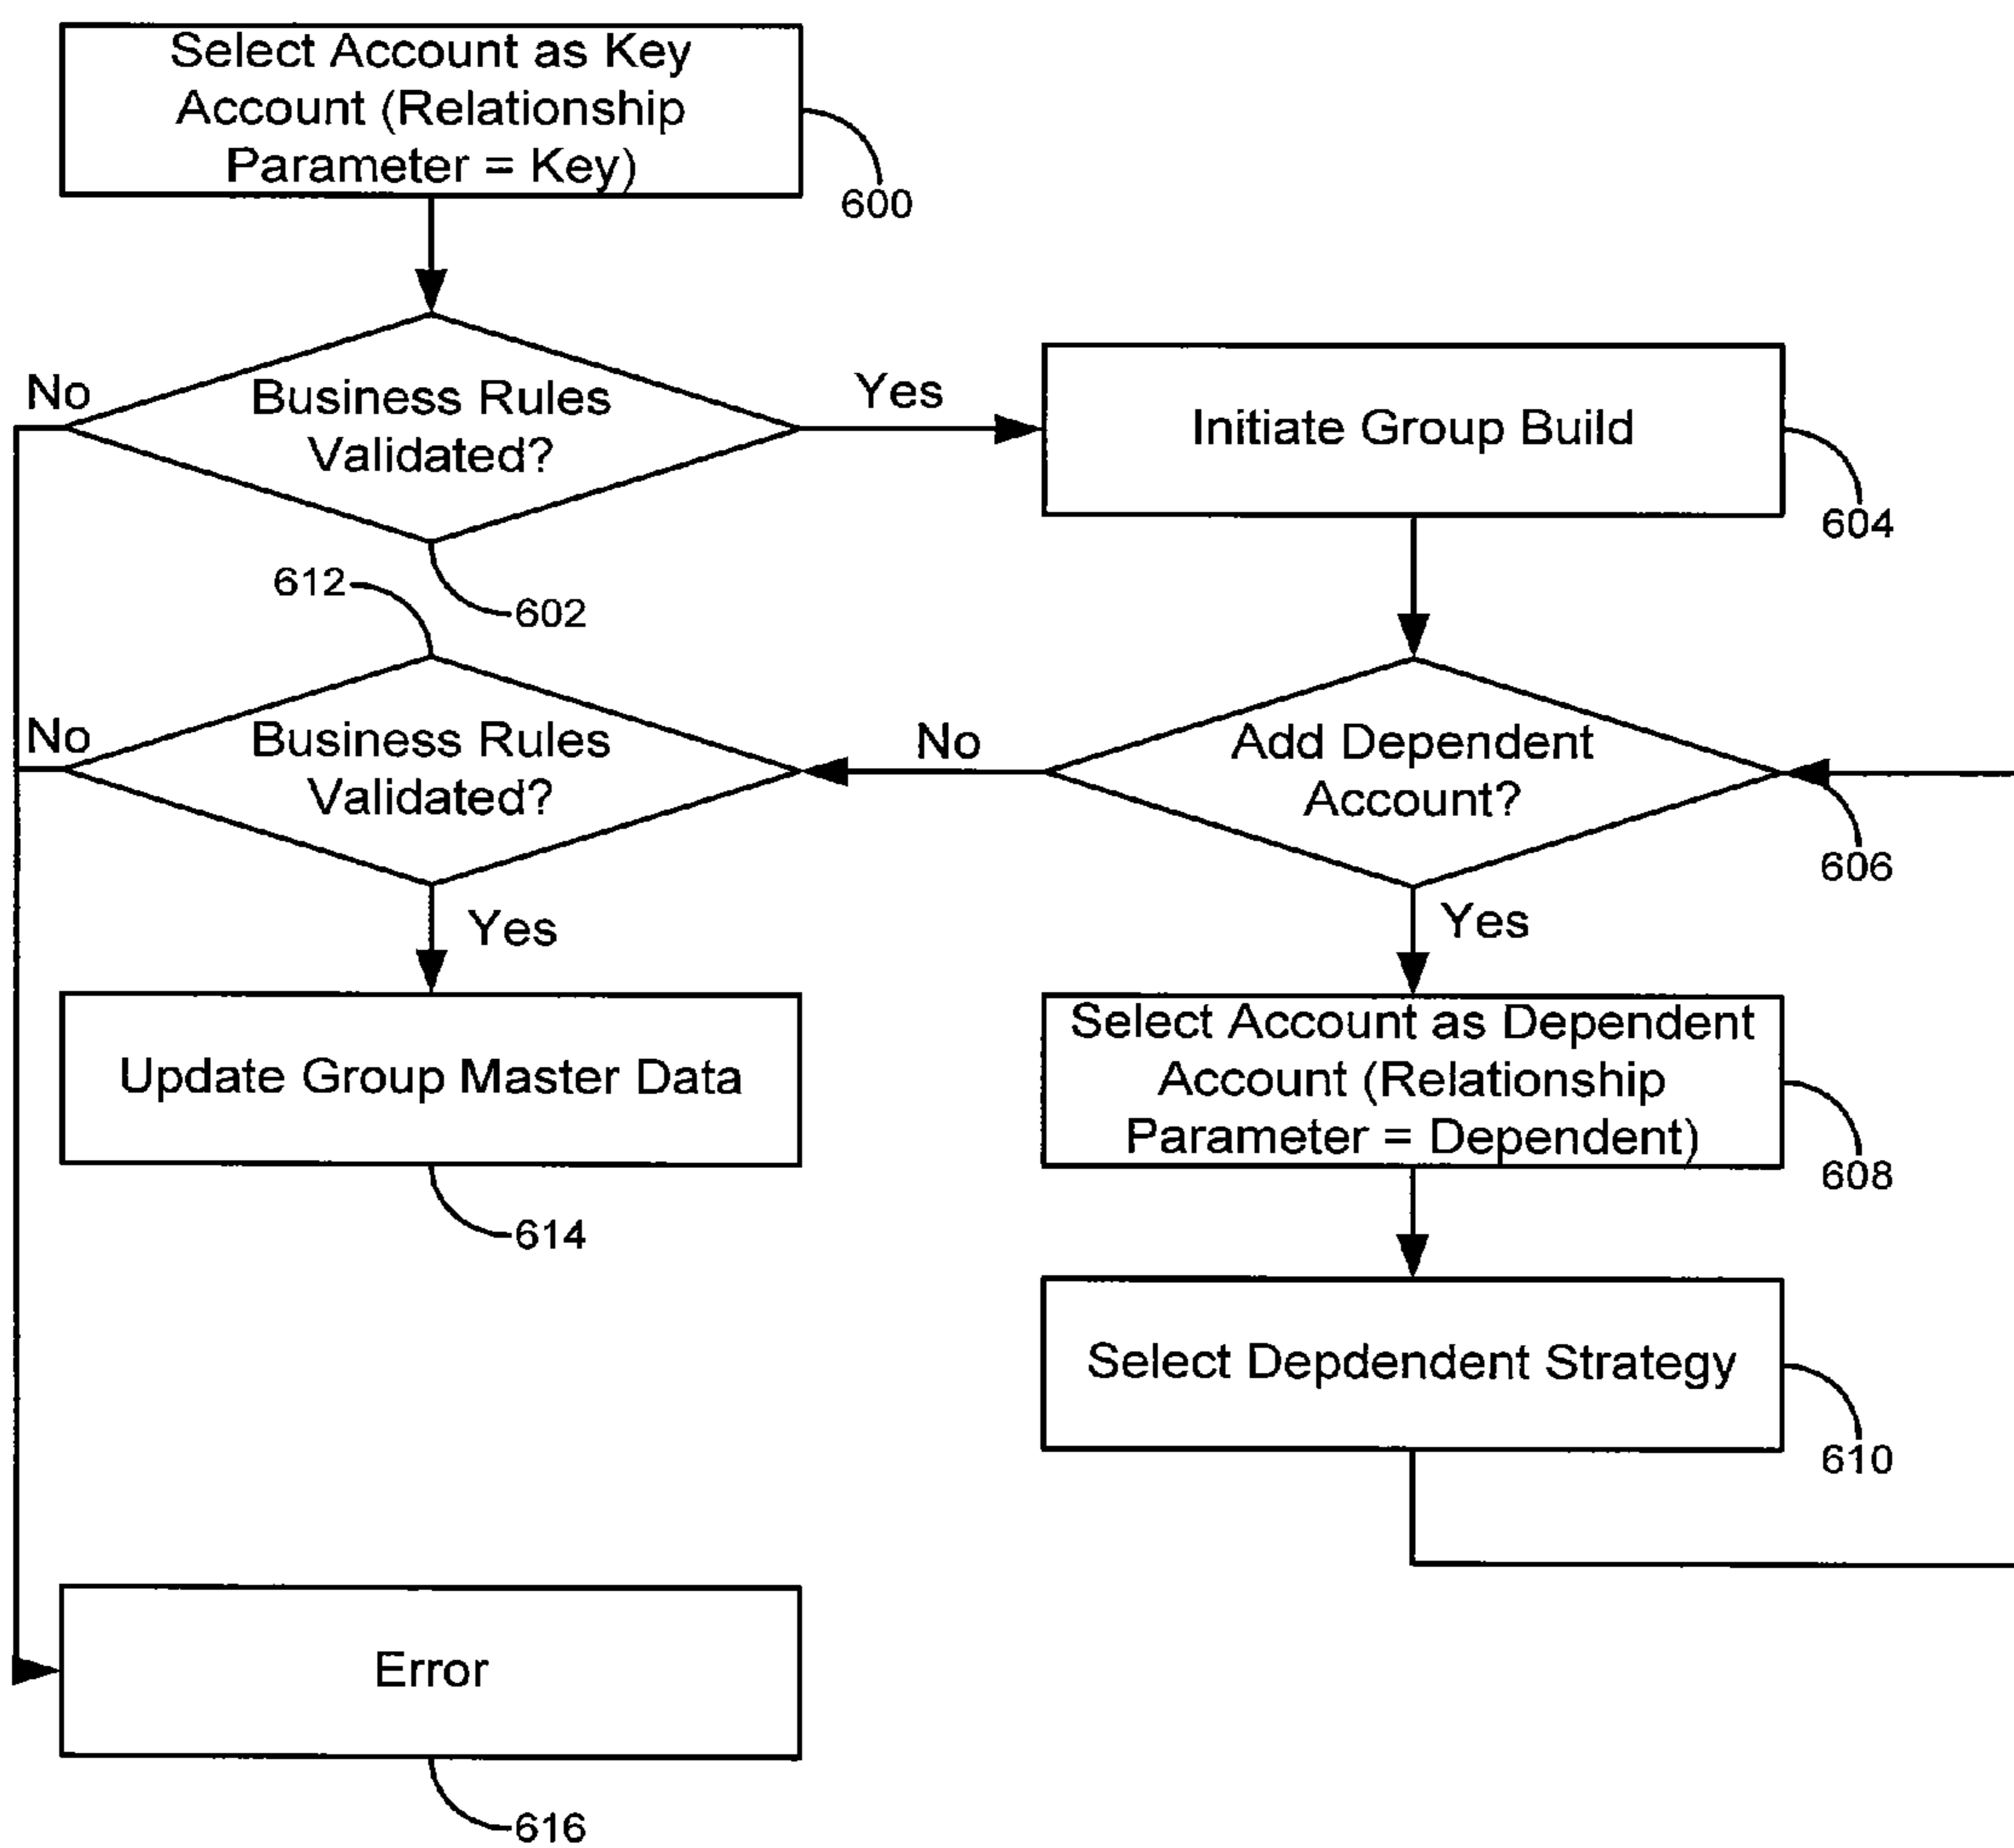 Select Account as Key
Account (Relationship
Parameter = Key)
600
No
Business Rules
Validated?
Yes
602
Initiate Group Build
604
612
No
Business Rules
Validated?
No
Add Dependent
Account?
606
Yes
Yes
Update Group Master Data
614
Select Account as Dependent
Account (Relationship
Parameter = Dependent)
608
Select Depdendent Strategy
610
Error
616